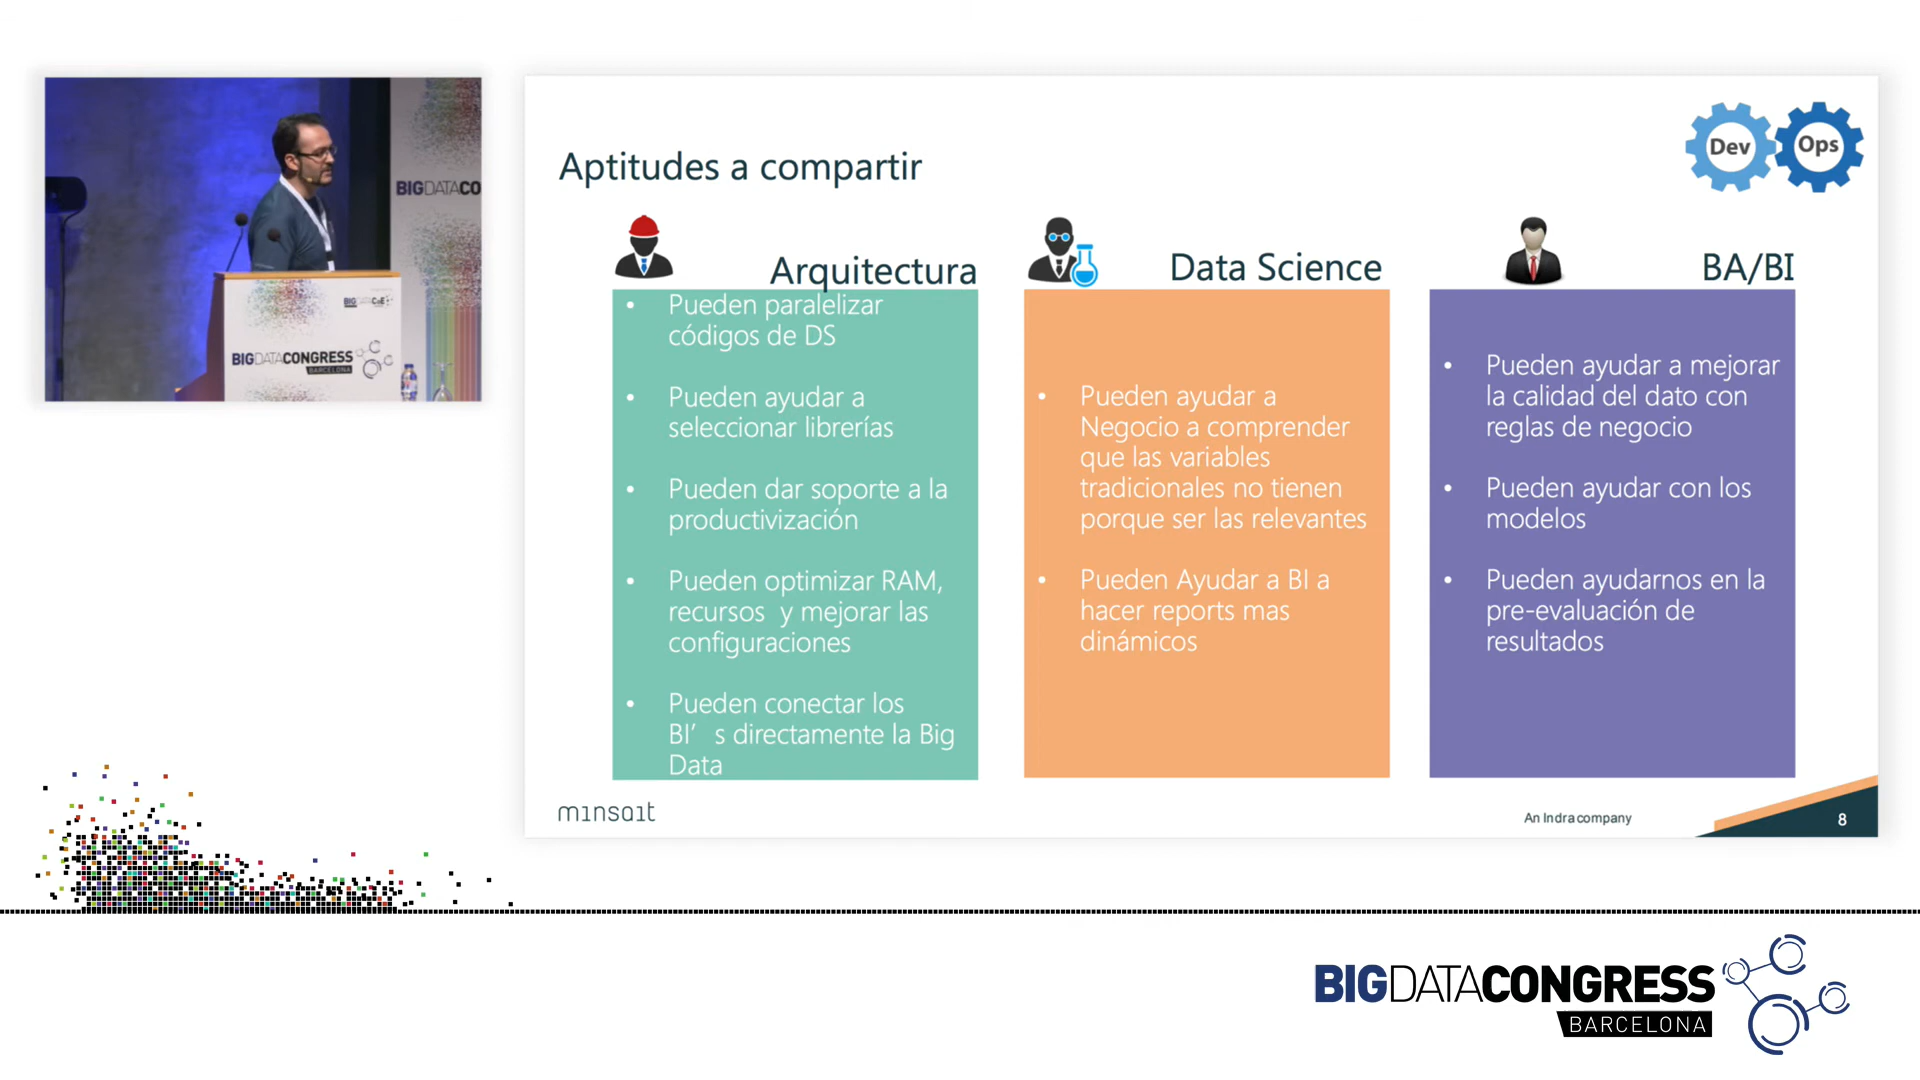 BIGDATACO
BIGDATACoE
BIGDATACONGRESS
BARCELONA
Dev
Ops
Aptitudes a compartir
Arquitectura
• Pueden paralelizar
códigos de DS
• Pueden ayudar a
seleccionar librerías
• Pueden dar soporte a la
productivización
• Pueden optimizar RAM,
recursos y mejorar las
configuraciones
• Pueden conectar los
BI’ s directamente la Big
Data
Data Science
• Pueden ayudar a
Negocio a comprender
que las variables
tradicionales no tienen
porque ser las relevantes
• Pueden Ayudar a BI a
hacer reports mas
dinámicos
BA/BI
• Pueden ayudar a mejorar
la calidad del dato con
reglas de negocio
• Pueden ayudar con los
modelos
• Pueden ayudarnos en la
pre-evaluación de
resultados
minsait
An Indra company
8
BIGDATACONGRESS
BARCELONA